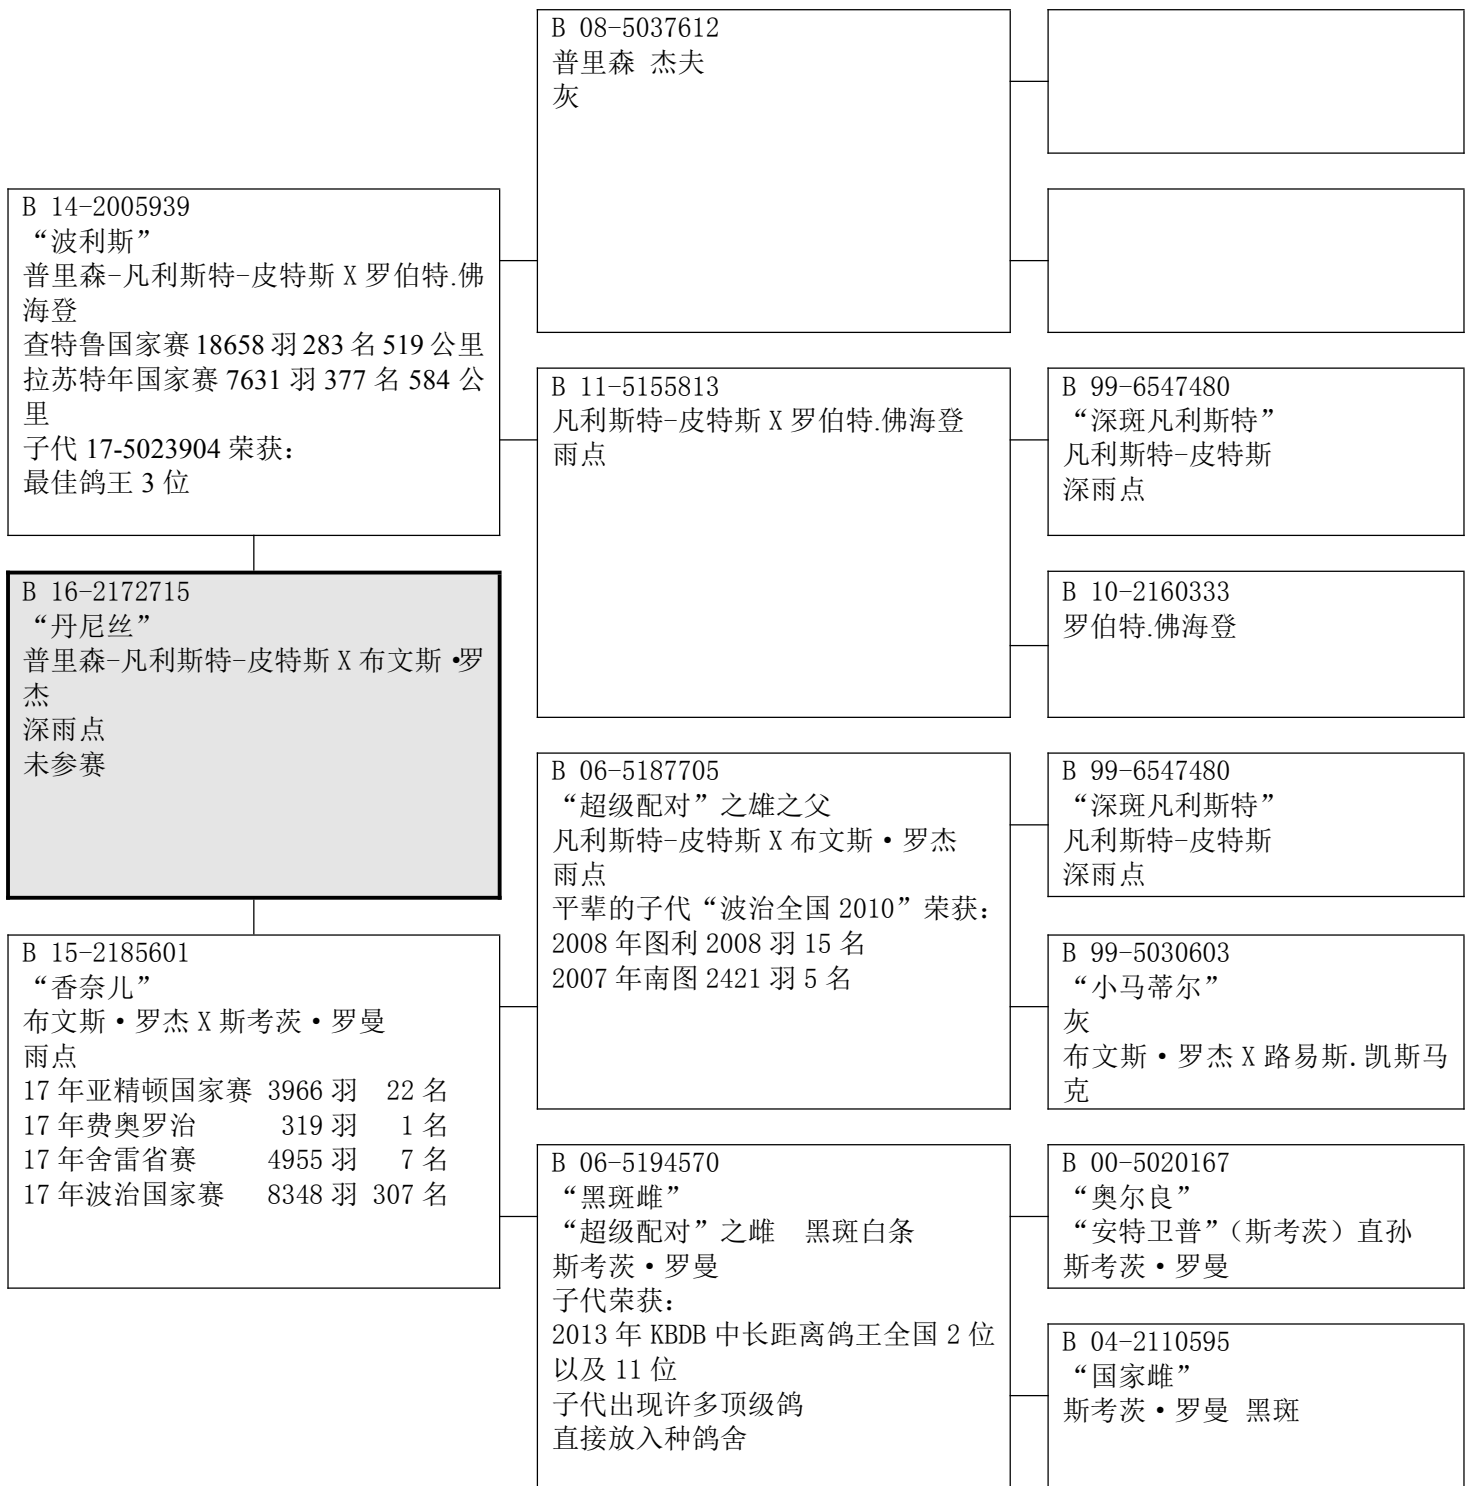 B 08-5037612
普里森 杰夫
灰
B 14-2005939
“波利斯”
普里森-凡利斯特-皮特斯 X 罗伯特.佛
海登
查特鲁国家赛 18658 羽 283 名 519 公里
拉苏特年国家赛 7631 羽 377 名 584 公
里
子代 17-5023904 荣获：
最佳鸽王 3 位
B 11-5155813
凡利斯特-皮特斯 X 罗伯特.佛海登
雨点
B 99-6547480
“深斑凡利斯特”
凡利斯特-皮特斯
深雨点
B 10-2160333
罗伯特.佛海登
B 16-2172715
“丹尼丝”
普里森-凡利斯特-皮特斯 X 布文斯·罗
杰
深雨点
未参赛
B 06-5187705
“超级配对”之雄之父
凡利斯特-皮特斯 X 布文斯·罗杰
雨点
平辈的子代“波治全国 2010”荣获：
2008 年图利 2008 羽 15 名
2007 年南图 2421 羽 5 名
B 99-6547480
“深斑凡利斯特”
凡利斯特-皮特斯
深雨点
B 99-5030603
“小马蒂尔”
灰
布文斯·罗杰 X 路易斯.凯斯马
克
B 15-2185601
“香奈儿”
布文斯·罗杰 X 斯考茨·罗曼
雨点
17 年亚精顿国家赛 3966 羽 22 名
17 年费奥罗治 319 羽 1 名
17 年舍雷省赛 4955 羽 7 名
17 年波治国家赛 8348 羽 307 名
B 06-5194570
“黑斑雌”
“超级配对”之雌 黑斑白条
斯考茨·罗曼
子代荣获：
2013 年 KBDB 中长距离鸽王全国 2 位
以及 11 位
子代出现许多顶级鸽
直接放入种鸽舍
B 00-5020167
“奥尔良”
“安特卫普”（斯考茨）直孙
斯考茨·罗曼
B 04-2110595
“国家雌”
斯考茨·罗曼 黑斑